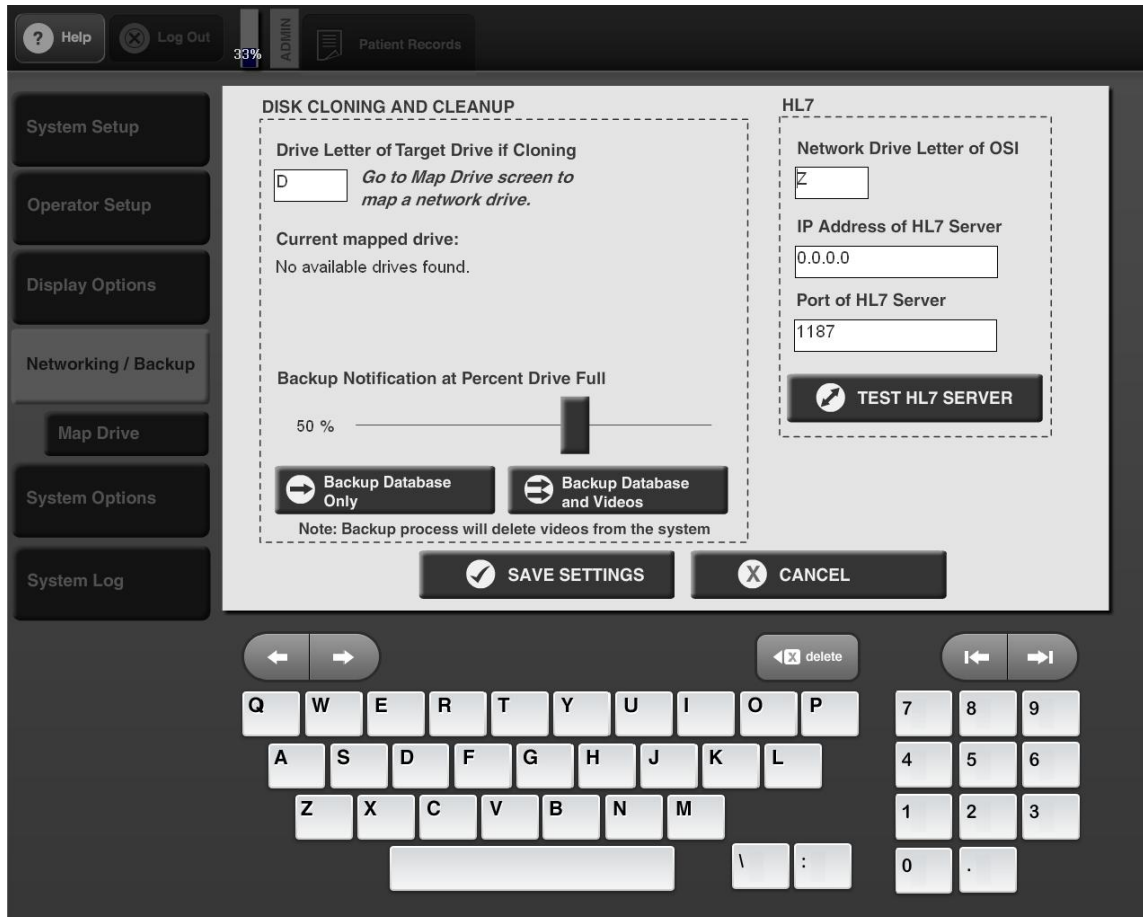 Help
Log Out
33%
ADMIN
Patient Records
System Setup
Operator Setup
Display Options
Networking / Backup
Map Drive
System Options
System Log
DISK CLONING AND CLEANUP
Drive Letter of Target Drive if Cloning
D
Go to Map Drive screen to
map a network drive.
Current mapped drive:
No available drives found.
Backup Notification at Percent Drive Full
50 %
Backup Database
Only
Backup Database
and Videos
Note: Backup process will delete videos from the system
HL7
Network Drive Letter of OSI
Z
IP Address of HL7 Server
0.0.0.0
Port of HL7 Server
1187
TEST HL7 SERVER
SAVE SETTINGS
X CANCEL
X delete
Q W E R T Y U I O P
A S D F G H J K L
Z X C V B N M
\ :
7 8 9
4 5 6
1 2 3
0 .